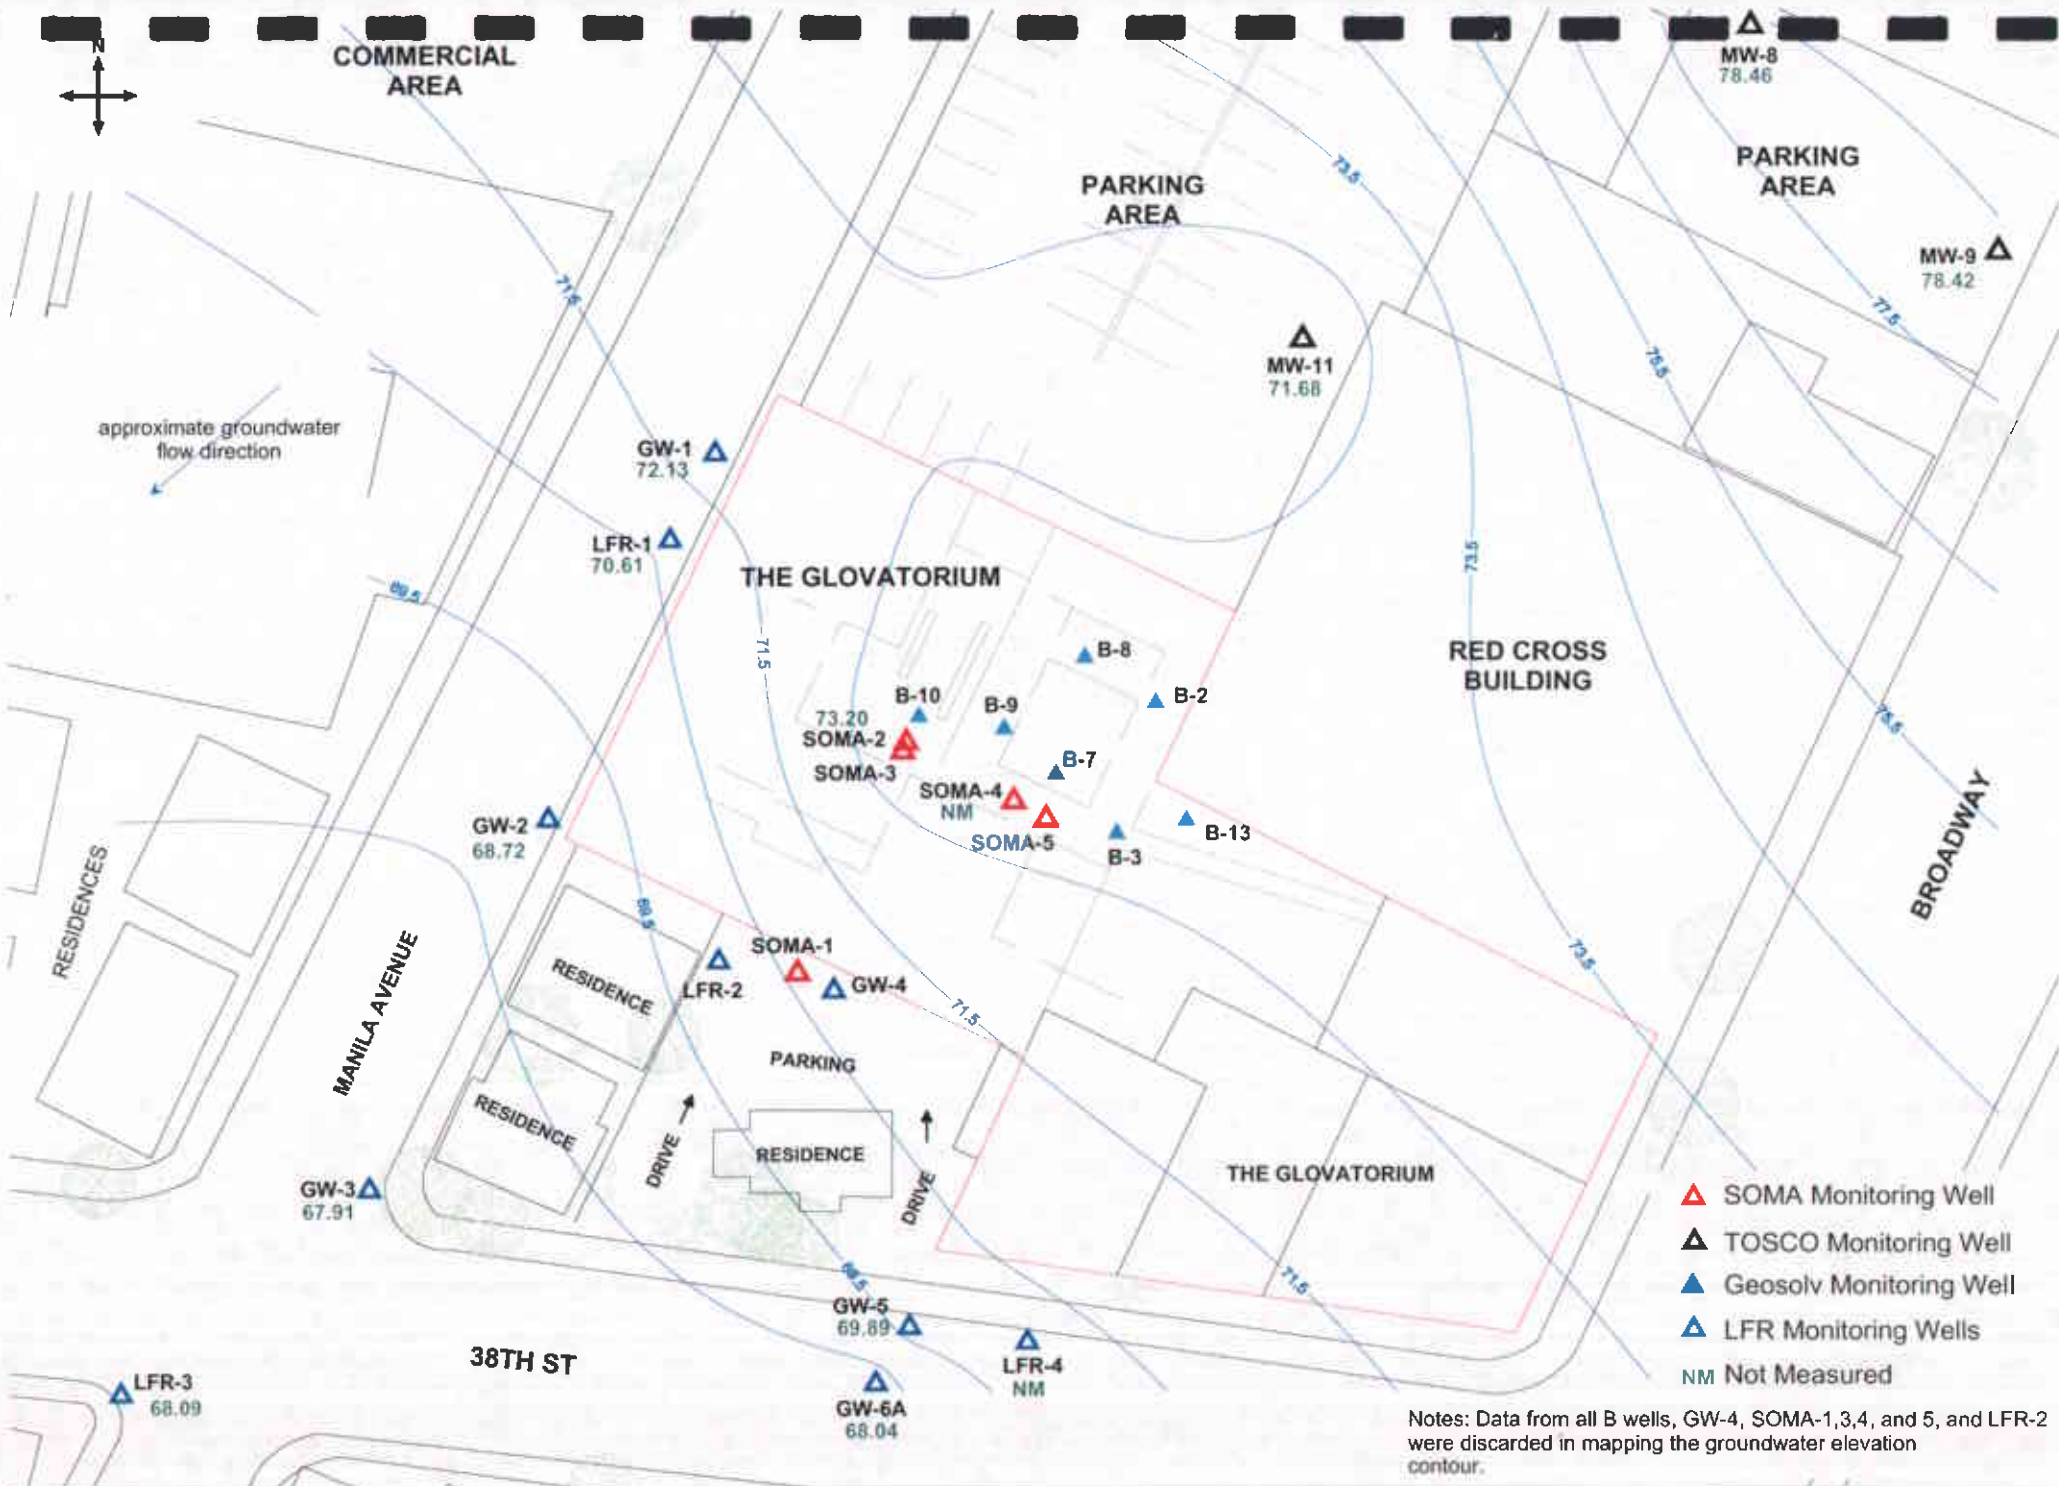 N
COMMERCIAL
AREA
MW-8
78.46
PARKING
AREA
PARKING
AREA
73.5
MW-9
78.42
71.5
77.5
MW-11
71.68
75.5
approximate groundwater
flow direction
GW-1
72.13
LFR-1
70.61
THE GLOVATORIUM
73.5
69.5
71.5
B-8
RED CROSS
BUILDING
B-10
B-9
B-2
73.20
SOMA-2
SOMA-3
75.5
B-7
SOMA-4
NM
SOMA-5
B-3
B-13
GW-2
68.72
BROADWAY
RESIDENCES
69.5
MANILA AVENUE
RESIDENCE
SOMA-1
LFR-2
GW-4
73.5
71.5
PARKING
RESIDENCE
DRIVE
RESIDENCE
DRIVE
THE GLOVATORIUM
GW-3
67.91
SOMA Monitoring Well
TOSCO Monitoring Well
Geosolv Monitoring Well
LFR Monitoring Wells
NM Not Measured
69.5
71.5
GW-5
69.89
38TH ST
LFR-4
NM
LFR-3
68.09
GW-6A
68.04
Notes: Data from all B wells, GW-4, SOMA-1,3,4, and 5, and LFR-2
were discarded in mapping the groundwater elevation
contour.